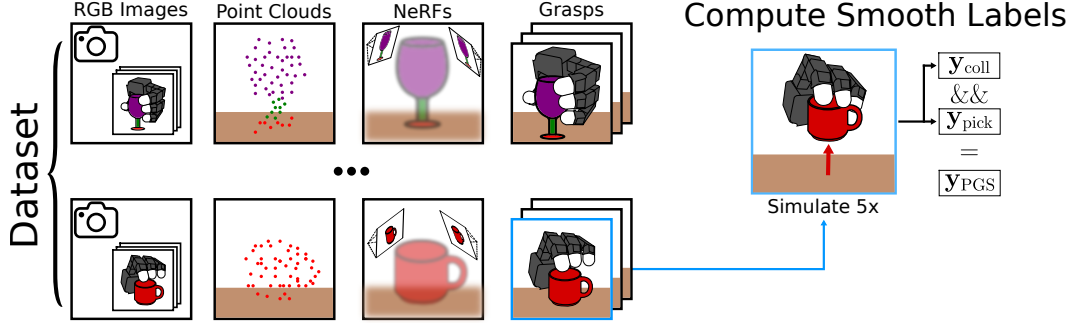 RGB Images
Point Clouds
NeRFs
Grasps
Compute Smooth Labels
Dataset
•••
y_coll
&&
y_pick
=
y_PGS
Simulate 5x